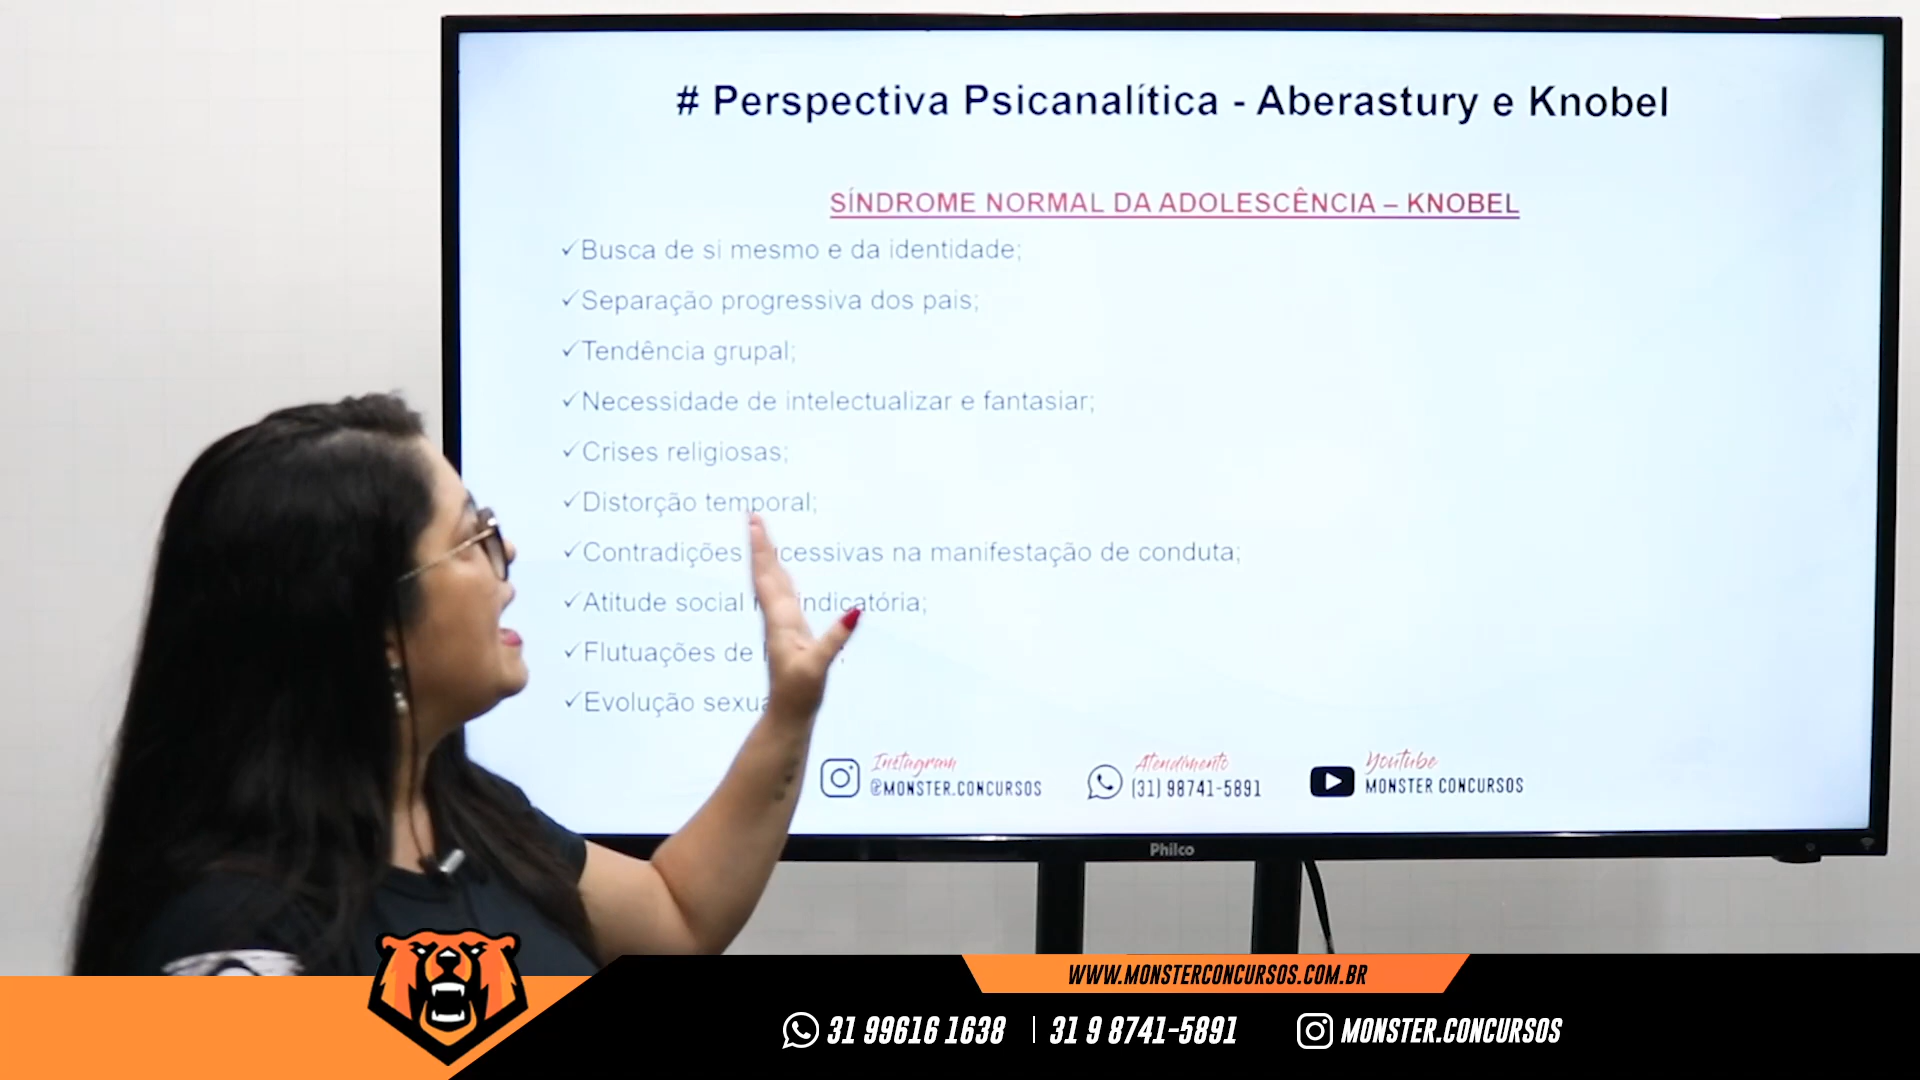 # Perspectiva Psicanalítica - Aberastury e Knobel
SÍNDROME NORMAL DA ADOLESCÊNCIA – KNOBEL
✓Busca de si mesmo e da identidade;
✓Separação progressiva dos pais;
✓Tendência grupal;
✓Necessidade de intelectualizar e fantasiar;
✓Crises religiosas;
✓Distorção temporal;
✓Contradições sucessivas na manifestação de conduta;
✓Atitude social reivindicatória;
✓Flutuações de
✓Evolução
Instagram
@MONSTER.CONCURSOS
Atendimento
(31) 98741-5891
Youtube
MONSTER CONCURSOS
Philco
WWW.MONSTERCONCURSOS.COM.BR
31 99616 1638 | 31 9 8741-5891
MONSTER.CONCURSOS